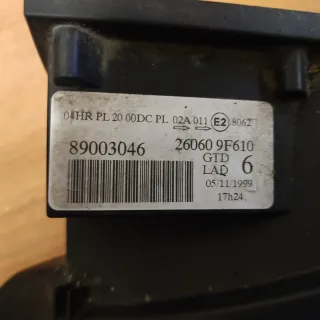 04HR PL 20 00DC PL 02A 011 E2 8062
89003046 26060 9F610
GTD
LAD 6
05/11/1999
17h24